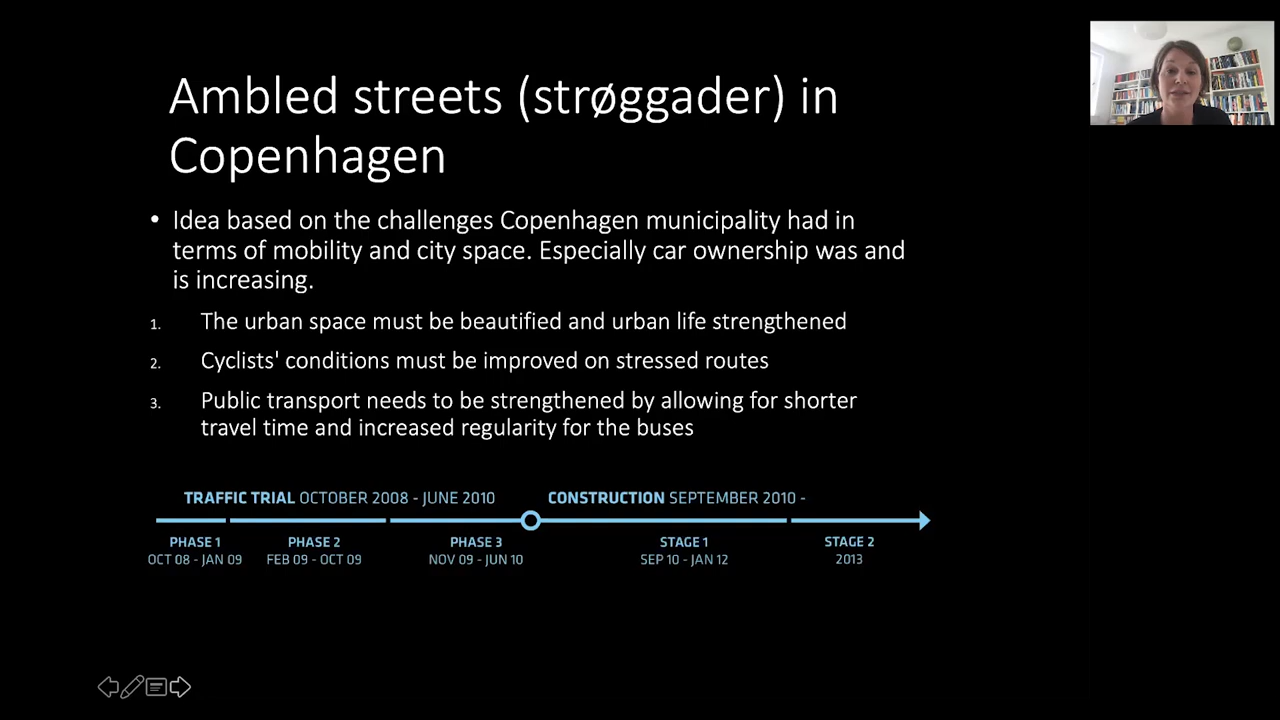 Ambled streets (strøggader) in
Copenhagen
• Idea based on the challenges Copenhagen municipality had in
terms of mobility and city space. Especially car ownership was and
is increasing.
1. The urban space must be beautified and urban life strengthened
2. Cyclists' conditions must be improved on stressed routes
3. Public transport needs to be strengthened by allowing for shorter
travel time and increased regularity for the buses
TRAFFIC TRIAL OCTOBER 2008 - JUNE 2010 CONSTRUCTION SEPTEMBER 2010 -
PHASE 1 PHASE 2 PHASE 3 STAGE 1 STAGE 2
OCT 08 - JAN 09 FEB 09 - OCT 09 NOV 09 - JUN 10 SEP 10 - JAN 12 2013